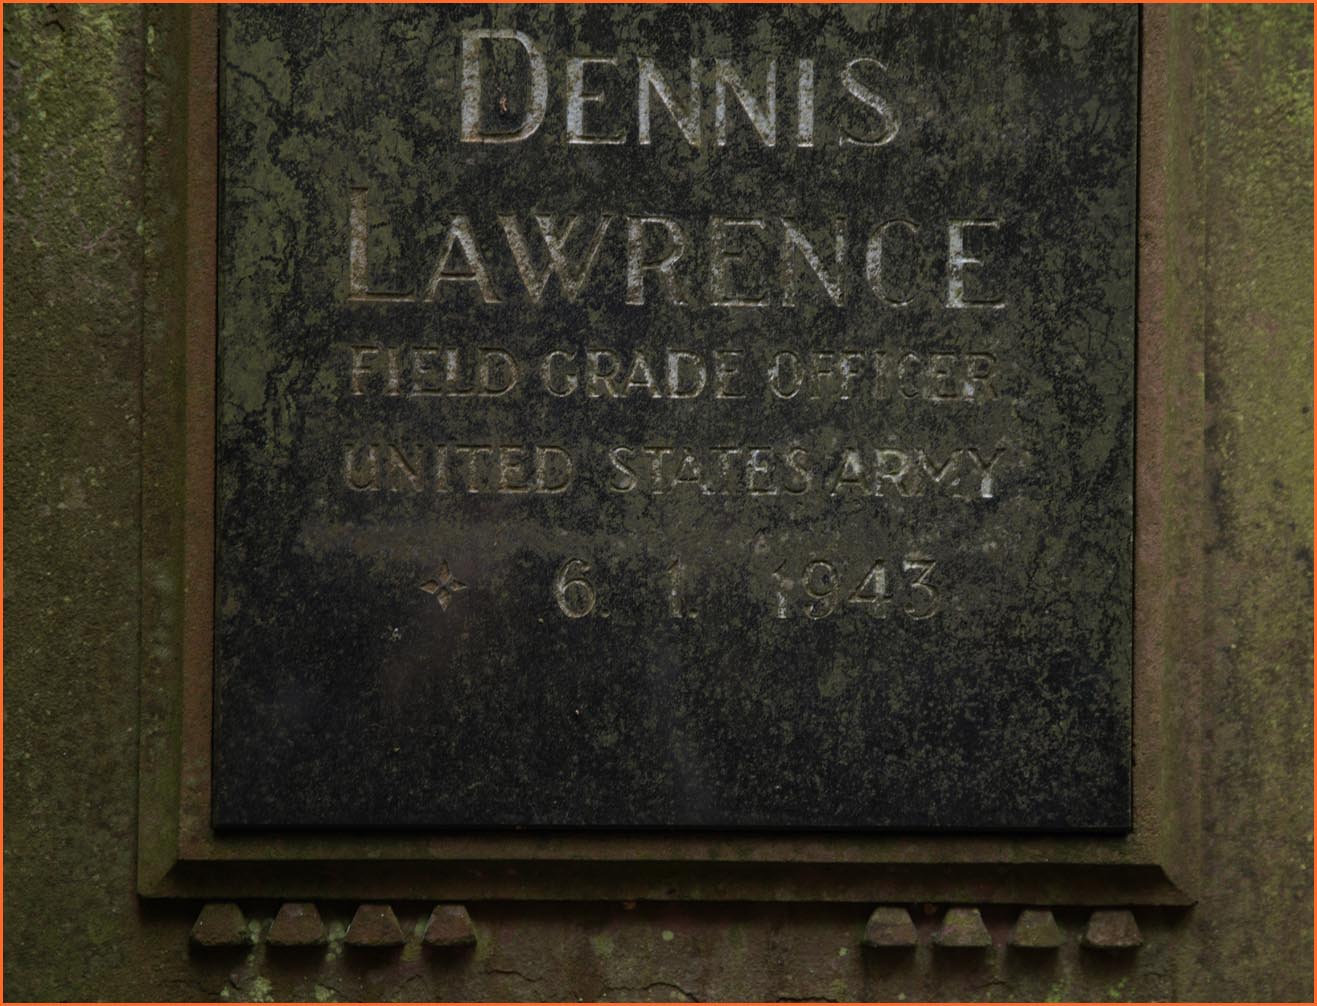 DENNIS
LAWRENCE
FIELD GRADE OFFICER
UNITED STATES ARMY
✧ 6. 1. 1943